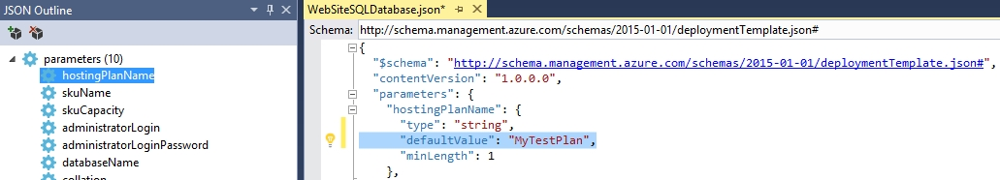 JSON Outline
parameters (10)
hostingPlanName
skuName
skuCapacity
administratorLogin
administratorLoginPassword
databaseName
WebSiteSQLDatabase.json*
Schema: http://schema.management.azure.com/schemas/2015-01-01/deploymentTemplate.json#
{
"$schema": "http://schema.management.azure.com/schemas/2015-01-01/deploymentTemplate.json#",
"contentVersion": "1.0.0.0",
"parameters": {
"hostingPlanName": {
"type": "string",
"defaultValue": "MyTestPlan",
"minLength": 1
},